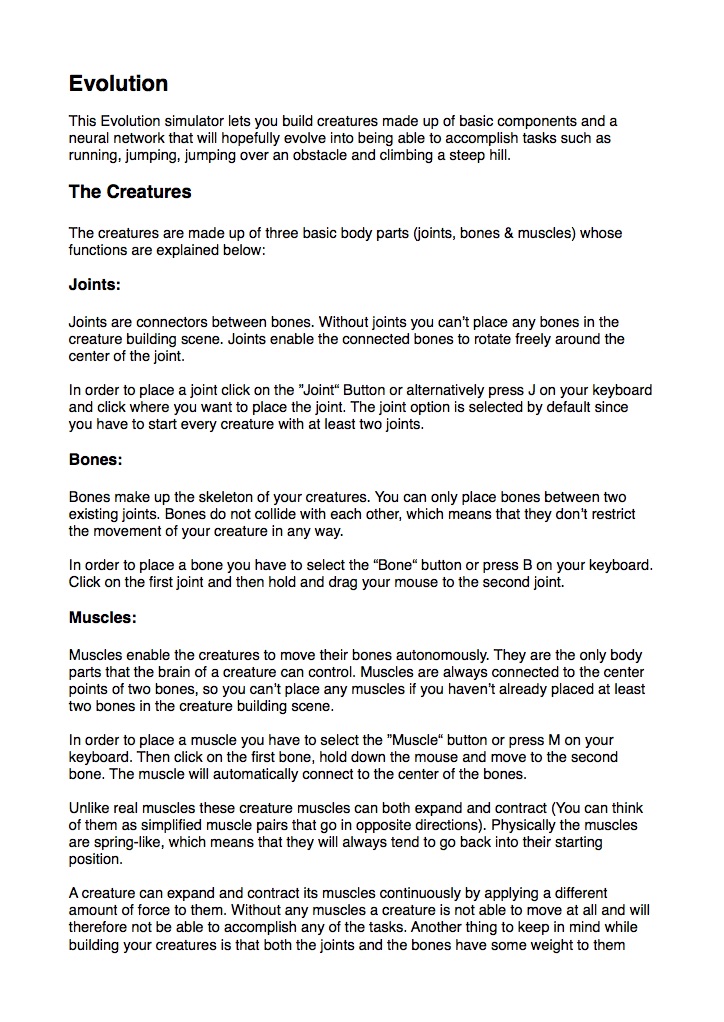 Evolution
This Evolution simulator lets you build creatures made up of basic components and a
neural network that will hopefully evolve into being able to accomplish tasks such as
running, jumping, jumping over an obstacle and climbing a steep hill.
The Creatures
The creatures are made up of three basic body parts (joints, bones & muscles) whose
functions are explained below:
Joints:
Joints are connectors between bones. Without joints you can’t place any bones in the
creature building scene. Joints enable the connected bones to rotate freely around the
center of the joint.
In order to place a joint click on the ”Joint“ Button or alternatively press J on your keyboard
and click where you want to place the joint. The joint option is selected by default since
you have to start every creature with at least two joints.
Bones:
Bones make up the skeleton of your creatures. You can only place bones between two
existing joints. Bones do not collide with each other, which means that they don’t restrict
the movement of your creature in any way.
In order to place a bone you have to select the “Bone“ button or press B on your keyboard.
Click on the first joint and then hold and drag your mouse to the second joint.
Muscles:
Muscles enable the creatures to move their bones autonomously. They are the only body
parts that the brain of a creature can control. Muscles are always connected to the center
points of two bones, so you can’t place any muscles if you haven’t already placed at least
two bones in the creature building scene.
In order to place a muscle you have to select the ”Muscle“ button or press M on your
keyboard. Then click on the first bone, hold down the mouse and move to the second
bone. The muscle will automatically connect to the center of the bones.
Unlike real muscles these creature muscles can both expand and contract (You can think
of them as simplified muscle pairs that go in opposite directions). Physically the muscles
are spring-like, which means that they will always tend to go back into their starting
position.
A creature can expand and contract its muscles continuously by applying a different
amount of force to them. Without any muscles a creature is not able to move at all and will
therefore not be able to accomplish any of the tasks. Another thing to keep in mind while
building your creatures is that both the joints and the bones have some weight to them